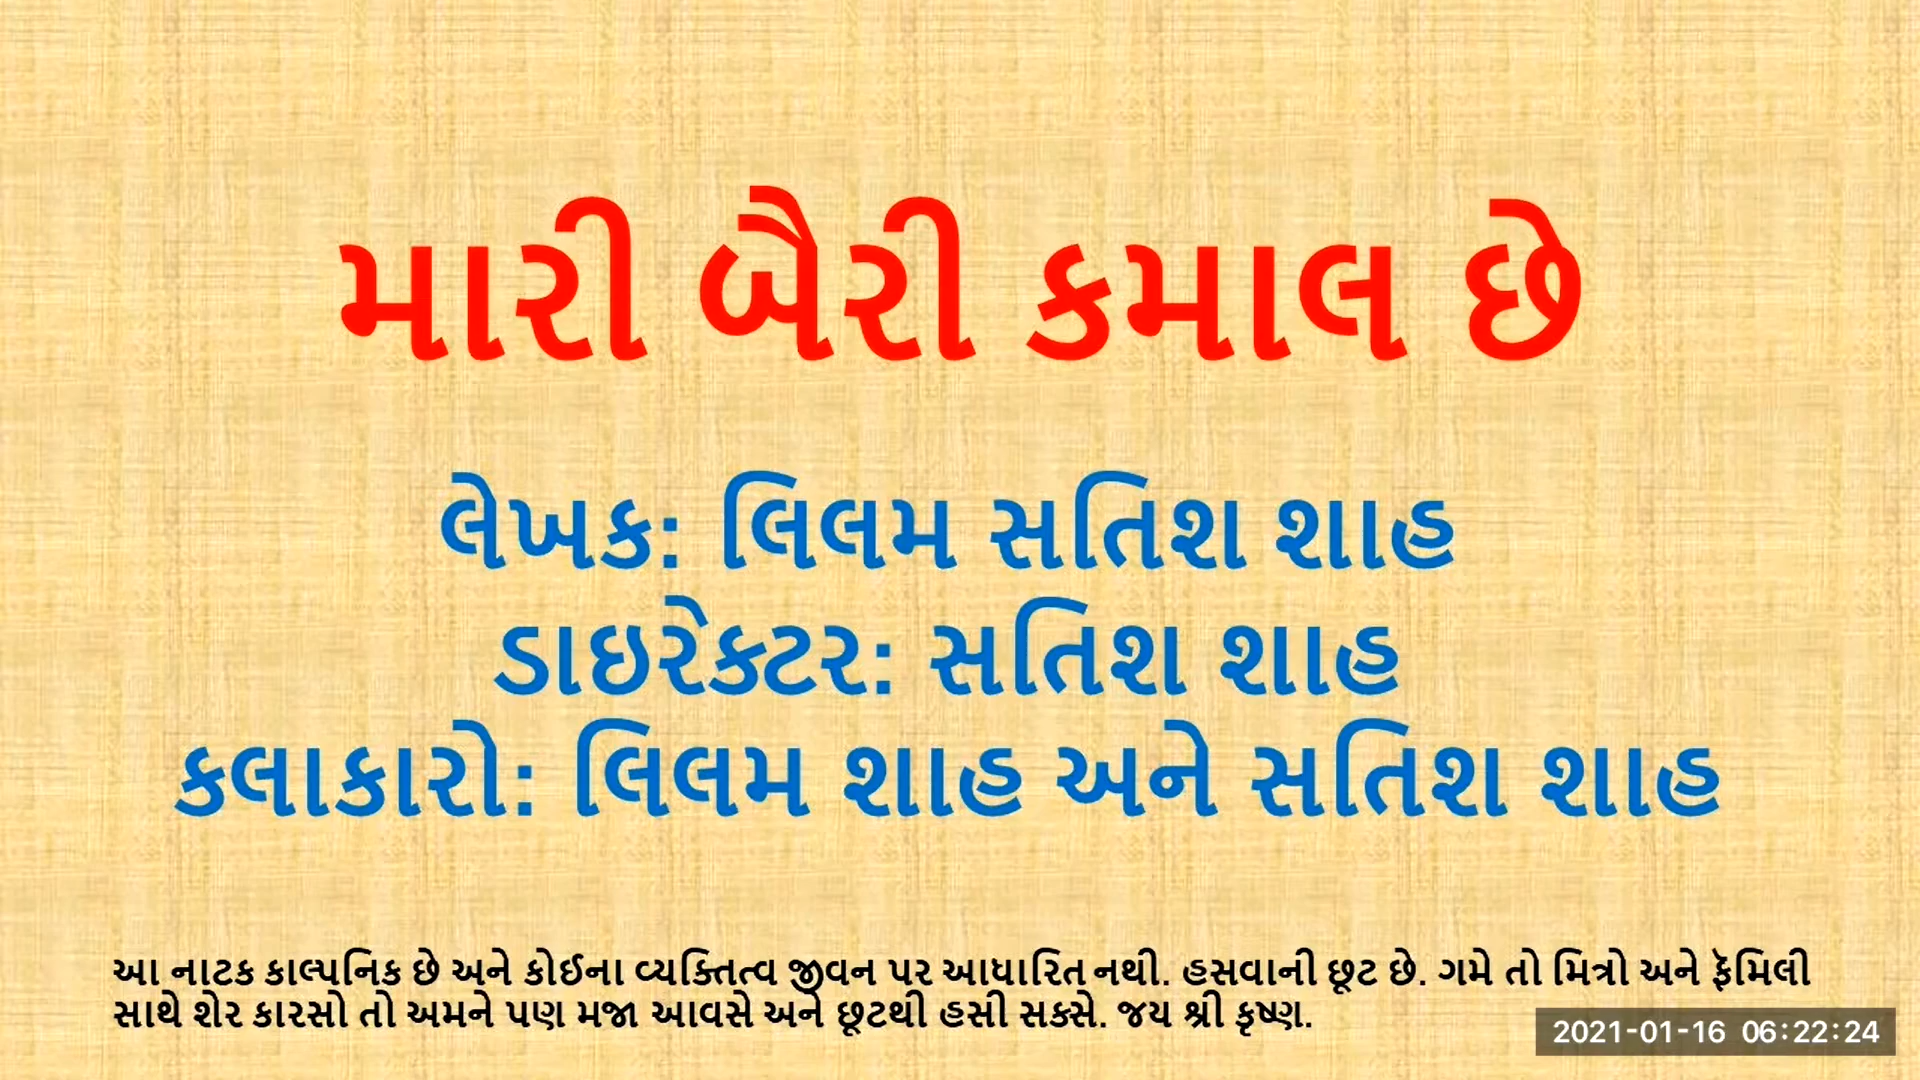 મારી બૈરી કમાલ છે
લેખક: લિલમ સતિશ શાહ
ડાઇરેક્ટર: સતિશ શાહ
કલાકારો: લિલમ શાહ અને સતિશ શાહ
આ નાટક કાલ્પનિક છે અને કોઈના વ્યક્તિત્વ જીવન પર આધારિત નથી. હસવાની છૂટ છે. ગમે તો મિત્રો અને ફૅમિલી
સાથે શેર કારસો તો અમને પણ મજા આવસે અને છૂટથી હસી સક્સે. જય શ્રી કૃષ્ણ.
2021-01-16 06:22:24